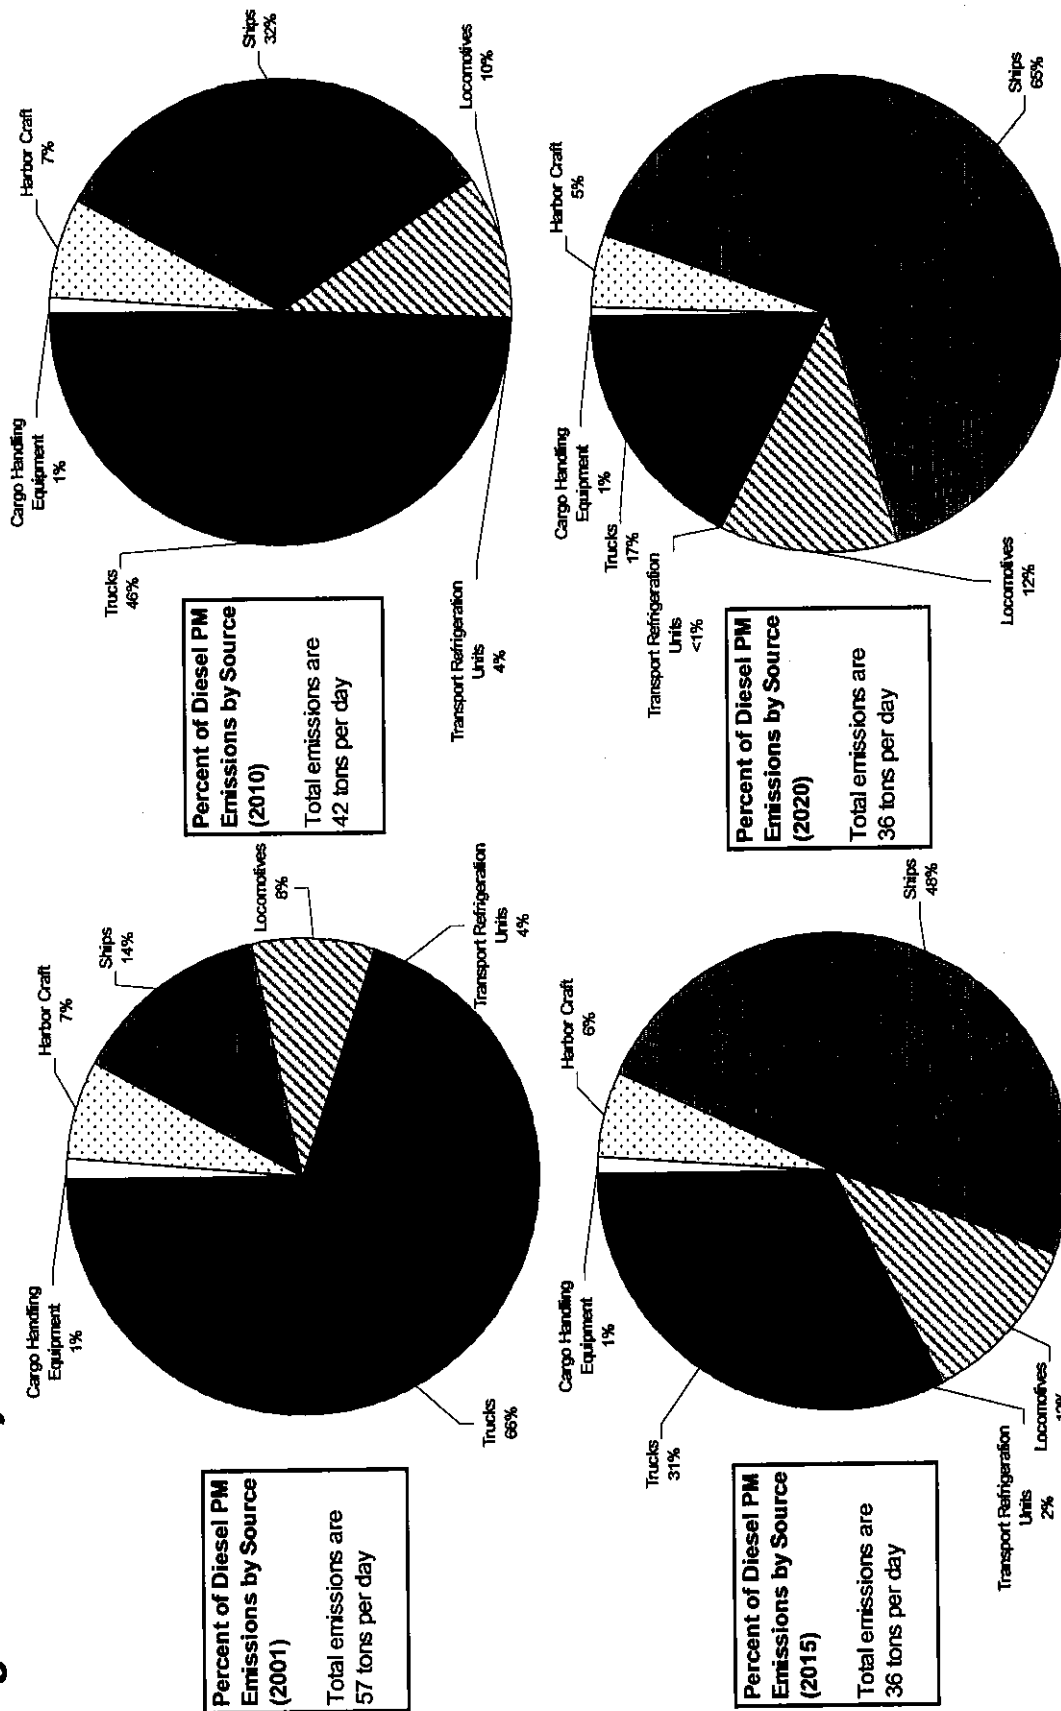 Percent of Diesel PM
Emissions by Source
(2001)
Total emissions are
57 tons per day
Cargo Handling
Equipment
1%
Harbor Craft
7%
Ships
14%
Locomotives
8%
Transport Refrigeration
Units
4%
Trucks
66%
Percent of Diesel PM
Emissions by Source
(2010)
Total emissions are
42 tons per day
Cargo Handling
Equipment
1%
Harbor Craft
7%
Ships
32%
Locomotives
10%
Transport Refrigeration
Units
4%
Trucks
46%
Percent of Diesel PM
Emissions by Source
(2015)
Total emissions are
36 tons per day
Cargo Handling
Equipment
1%
Harbor Craft
6%
Ships
48%
Locomotives
Transport Refrigeration
Units
2%
Trucks
31%
Percent of Diesel PM
Emissions by Source
(2020)
Total emissions are
36 tons per day
Cargo Handling
Equipment
1%
Harbor Craft
5%
Ships
65%
Locomotives
12%
Transport Refrigeration
Units
<1%
Trucks
17%